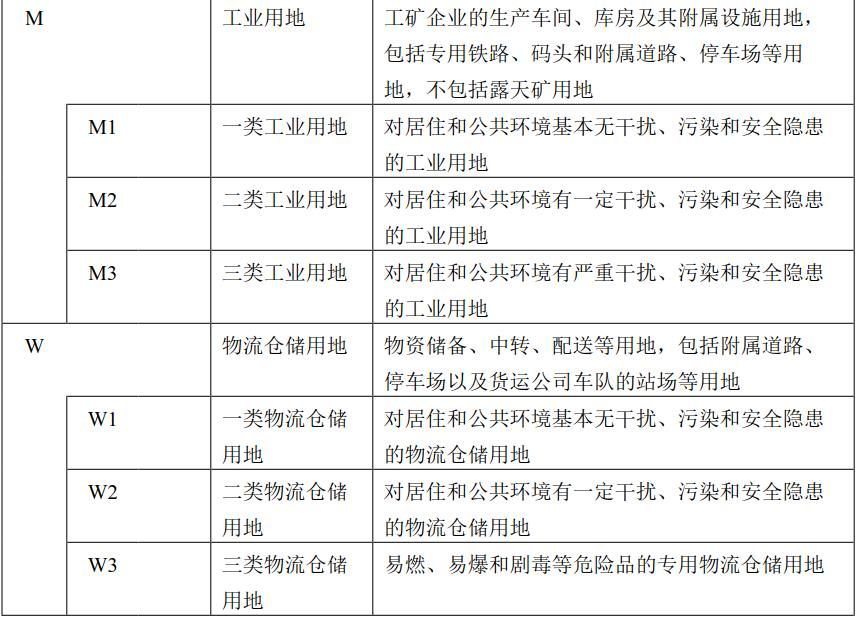 M 工业用地 工矿企业的生产车间、库房及其附属设施用地，
包括专用铁路、码头和附属道路、停车场等用
地，不包括露天矿用地
M1 一类工业用地 对居住和公共环境基本无干扰、污染和安全隐患
的工业用地
M2 二类工业用地 对居住和公共环境有一定干扰、污染和安全隐患
的工业用地
M3 三类工业用地 对居住和公共环境有严重干扰、污染和安全隐患
的工业用地
W 物流仓储用地 物资储备、中转、配送等用地，包括附属道路、
停车场以及货运公司车队的站场等用地
W1 一类物流仓储 对居住和公共环境基本无干扰、污染和安全隐患
用地 的物流仓储用地
W2 二类物流仓储 对居住和公共环境有一定干扰、污染和安全隐患
用地 的物流仓储用地
W3 三类物流仓储 易燃、易爆和剧毒等危险品的专用物流仓储用地
用地